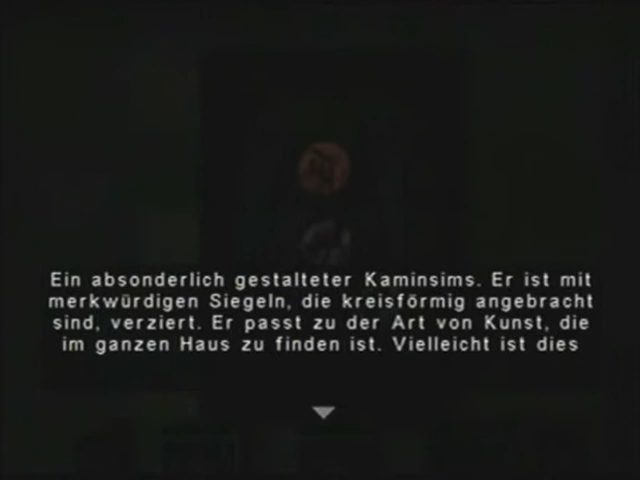 Ein absonderlich gestalteter Kaminsims. Er ist mit
merkwürdigen Siegeln, die kreisförmig angebracht
sind, verziert. Er passt zu der Art von Kunst, die
im ganzen Haus zu finden ist. Vielleicht ist dies